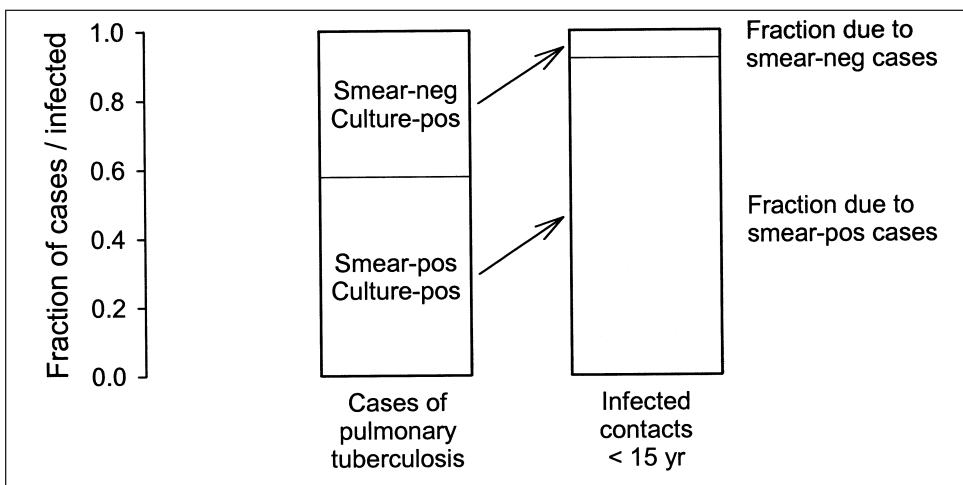 Fraction of cases / infected
1.0
0.8
0.6
0.4
0.2
0.0
Smear-neg
Culture-pos
Smear-pos
Culture-pos
Fraction due to
smear-neg cases
Fraction due to
smear-pos cases
Cases of
pulmonary
tuberculosis
Infected
contacts
< 15 yr